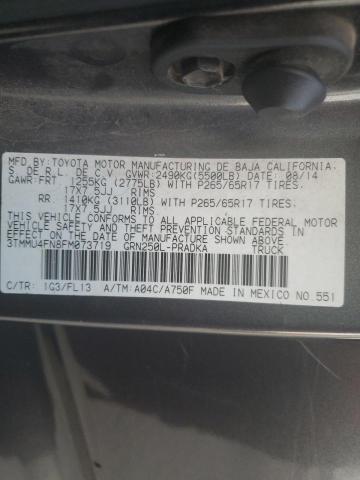 MFD.BY:TOYOTA MOTOR MANUFACTURING DE BAJA CALIFORNIA.
S. DE R.L. DE C.V. GVWR:2490KG(5500LB) DATE: 08/14
GAWR:FRT 1255KG (2775LB) WITH P265/65R17 TIRES,
17X7.5JJ RIMS
RR 1410KG (3110LB) WITH P265/65R17 TIRES,
17X7.5JJ RIMS
THIS VEHICLE CONFORMS TO ALL APPLICABLE FEDERAL MOTOR
VEHICLE SAFETY STANDARDS IN
EFFECT ON THE DATE OF MANUFACTURE SHOWN ABOVE.
3TMMU4FN8FM073719 GRN250L-PRADKA TRUCK
C/TR: 1G3/FL13 A/TM:A04C/A750F MADE IN MEXICO NO.551